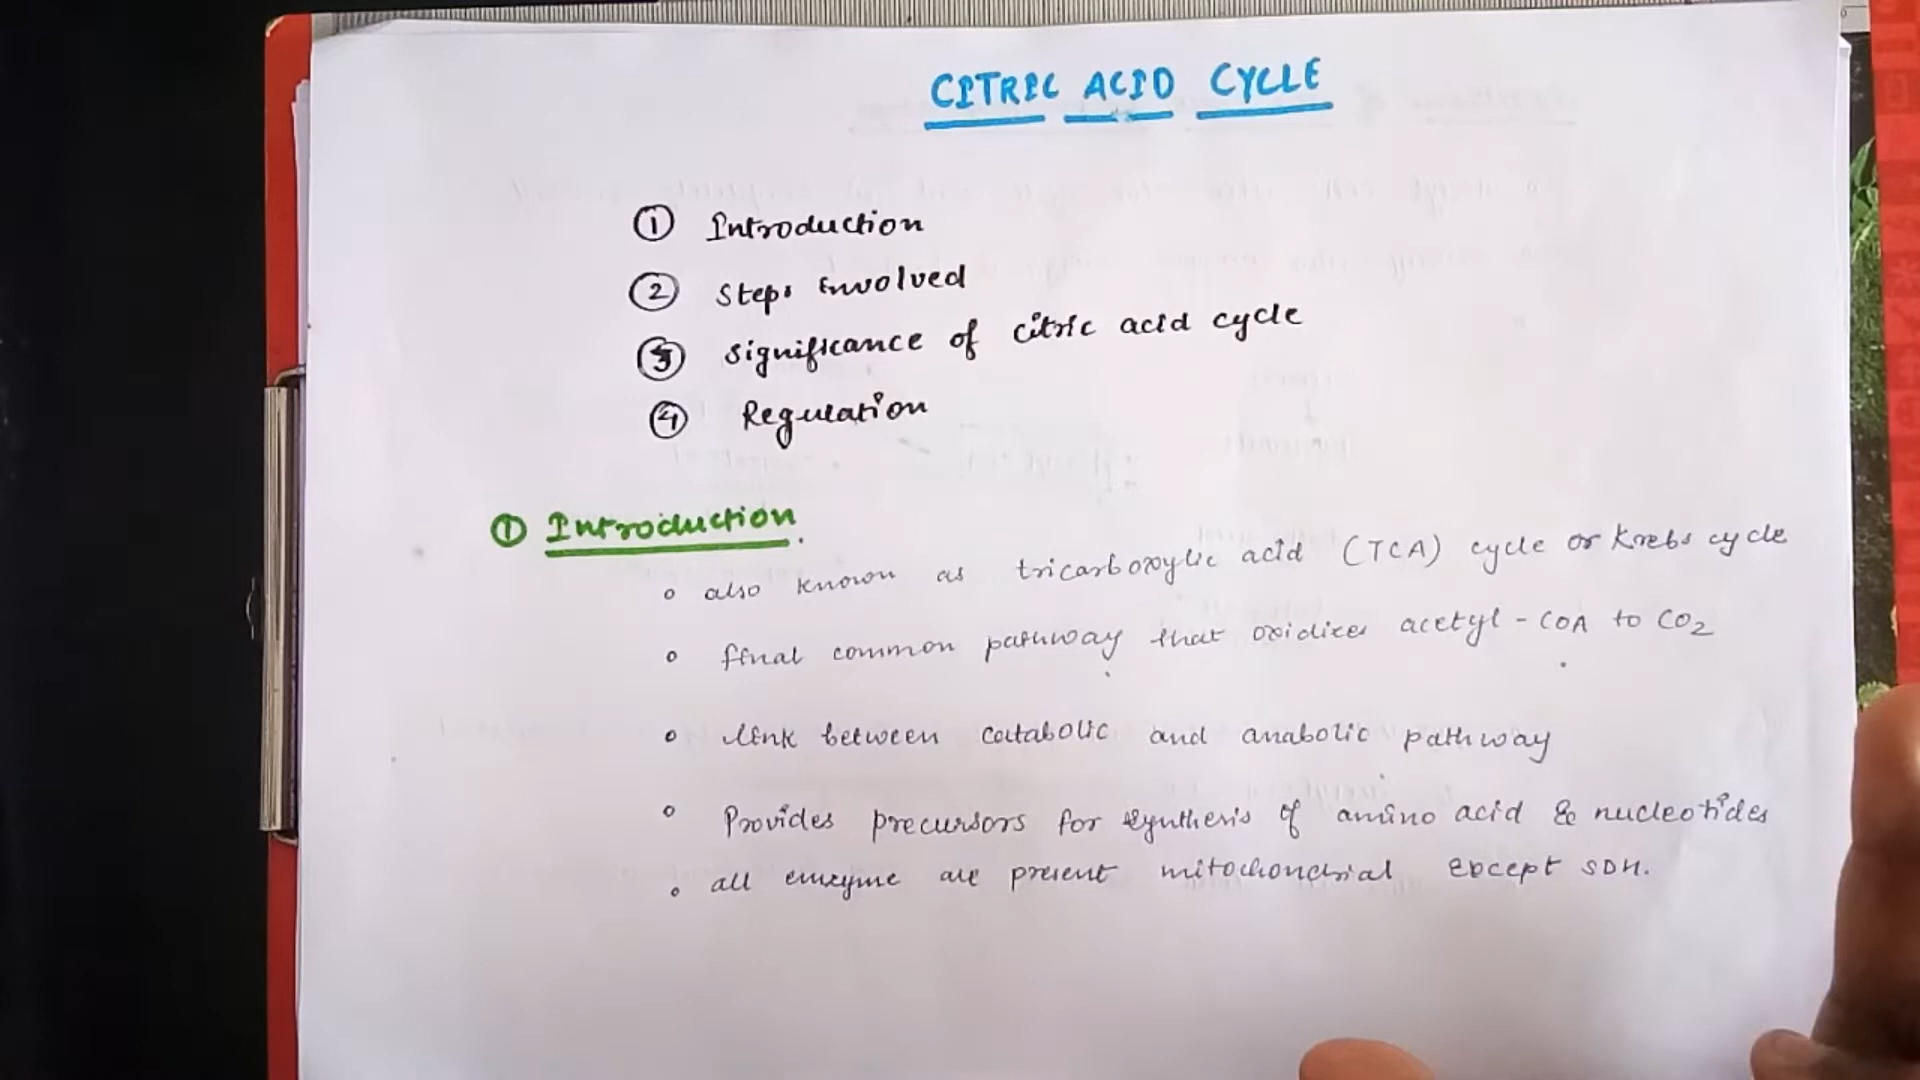 CITRIC ACID CYCLE
① Introduction
② Steps involved
③ Significance of citric acid cycle
④ Regulation
① Introduction.
also known as tricarboxylic acid (TCA) cycle or Krebs cycle
final common pathway that oxidizes acetyl-COA to CO2
link between catabolic and anabolic pathway
Provides precursors for synthesis of amino acid & nucleotides
all enzyme are present mitochondrial except SDH.